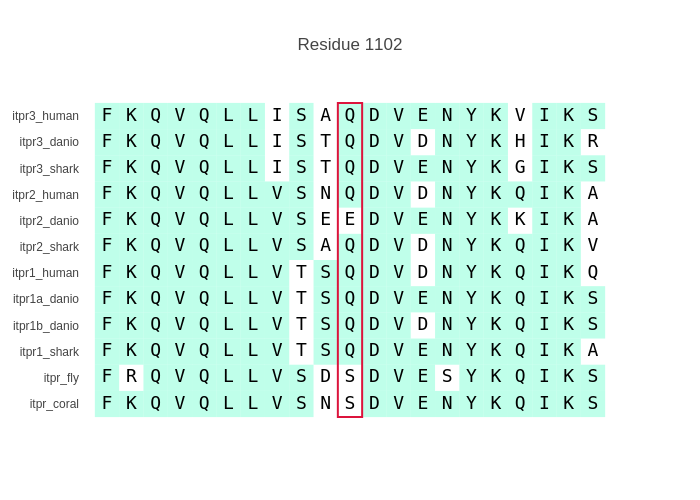 Residue 1102
itpr3_human F K Q V Q L L I S A Q D V E N Y K V I K S
itpr3_danio F K Q V Q L L I S T Q D V D N Y K H I K R
itpr3_shark F K Q V Q L L I S T Q D V E N Y K G I K S
itpr2_human F K Q V Q L L V S N Q D V D N Y K Q I K A
itpr2_danio F K Q V Q L L V S E E D V E N Y K K I K A
itpr2_shark F K Q V Q L L V S A Q D V D N Y K Q I K V
itpr1_human F K Q V Q L L V T S Q D V D N Y K Q I K Q
itpr1a_danio F K Q V Q L L V T S Q D V E N Y K Q I K S
itpr1b_danio F K Q V Q L L V T S Q D V D N Y K Q I K S
itpr1_shark F K Q V Q L L V T S Q D V E N Y K Q I K A
itpr_fly F R Q V Q L L V S D S D V E S Y K Q I K S
itpr_coral F K Q V Q L L V S N S D V E N Y K Q I K S